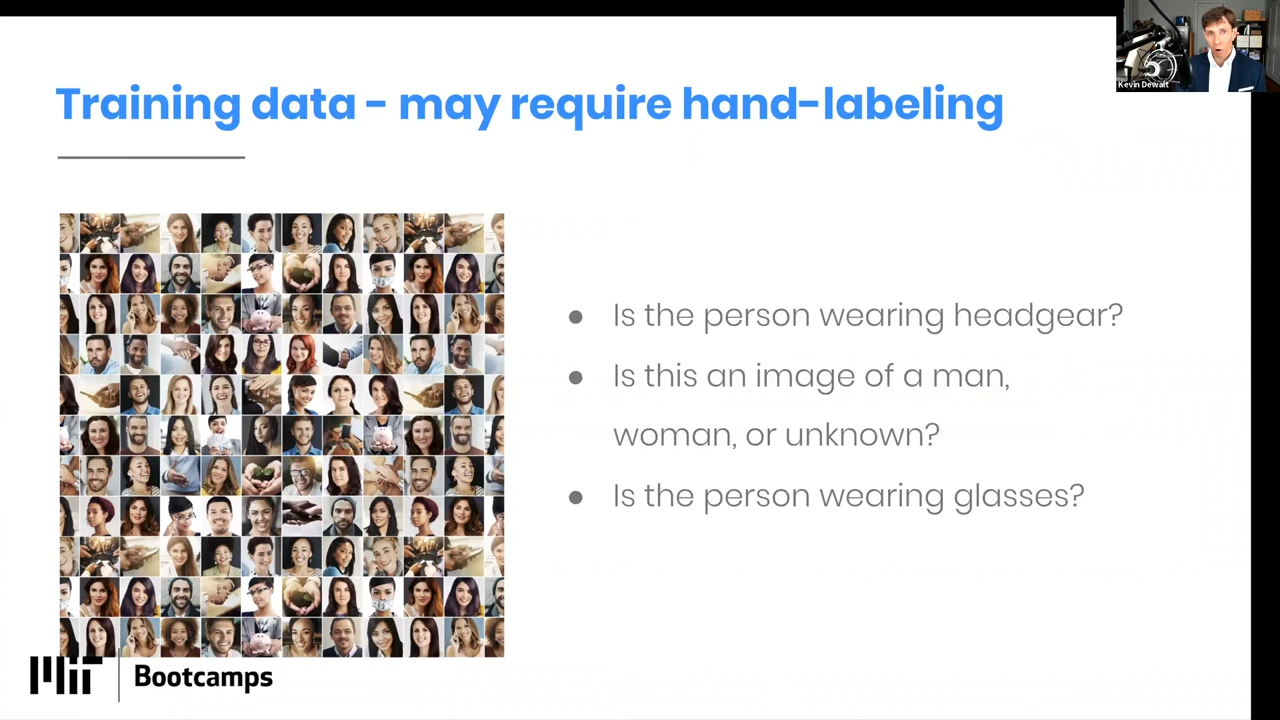 Kevin Dewalt
Training data - may require hand-labeling
● Is the person wearing headgear?
● Is this an image of a man,
woman, or unknown?
● Is the person wearing glasses?
MIT Bootcamps